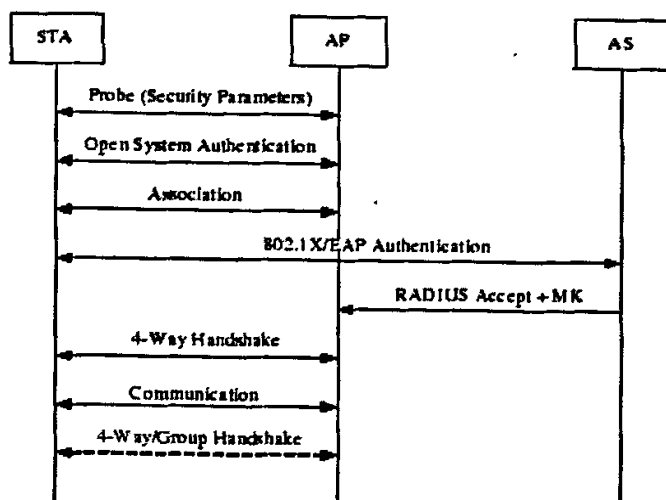 STA
AP
AS
Probe (Security Parameters)
Open System Authentication
Association
802.1X/EAP Authentication
RADIUS Accept + MK
4-Way Handshake
Communication
4-Way/Group Handshake